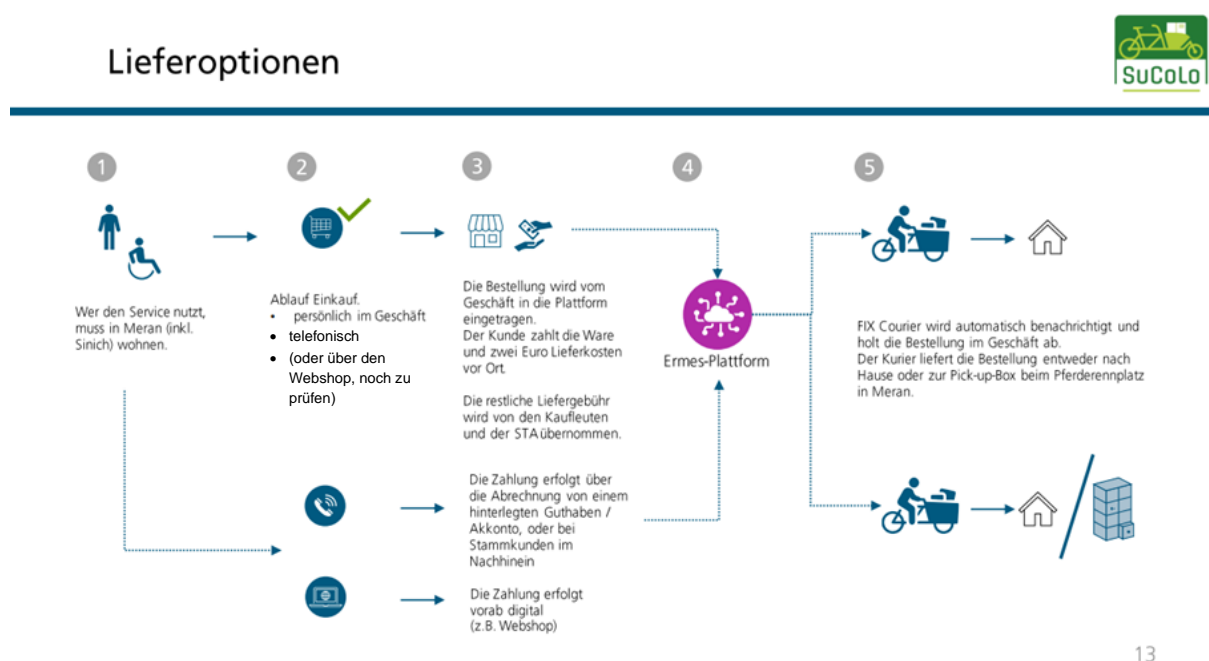 Lieferoptionen
SuCoLo
1
2
3
4
5
Wer den Service nutzt,
muss in Meran (inkl.
Sinich) wohnen.
Ablauf Einkauf.
• persönlich im Geschäft
• telefonisch
• (oder über den
Webshop, noch zu
prüfen)
Die Bestellung wird vom
Geschäft in die Plattform
eingetragen.
Der Kunde zahlt die Ware
und zwei Euro Lieferkosten
vor Ort.
Die restliche Liefergebühr
wird von den Kaufleuten
und der STA übernommen.
Ermes-Plattform
FIX Courier wird automatisch benachrichtigt und
holt die Bestellung im Geschäft ab.
Der Kurier liefert die Bestellung entweder nach
Hause oder zur Pick-up-Box beim Pferderennplatz
in Meran.
Die Zahlung erfolgt über
die Abrechnung von einem
hinterlegten Guthaben /
Akkonto, oder bei
Stammkunden im
Nachhinein
Die Zahlung erfolgt
vorab digital
(z.B. Webshop)
13